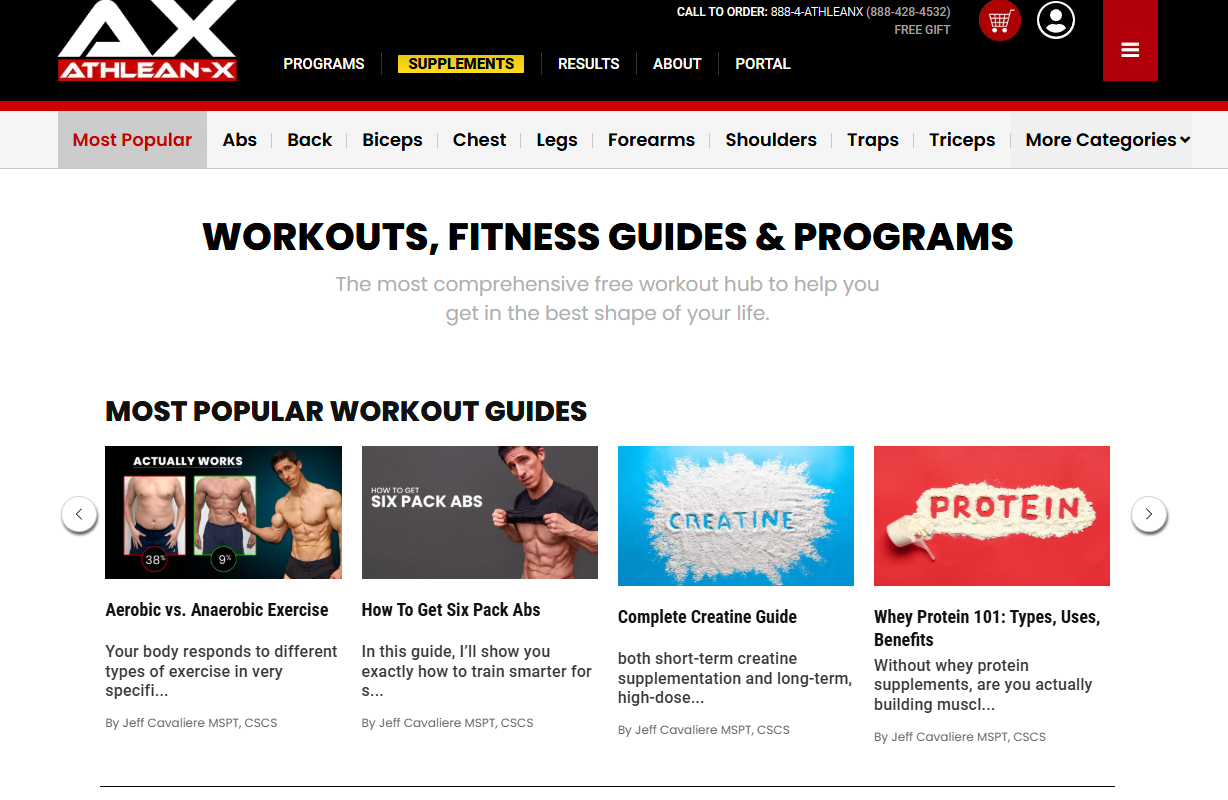 AX
ATHLEAN-X
CALL TO ORDER: 888-4-ATHLEANX (888-428-4532)
FREE GIFT
PROGRAMS
SUPPLEMENTS
RESULTS
ABOUT
PORTAL
Most Popular
Abs
Back
Biceps
Chest
Legs
Forearms
Shoulders
Traps
Triceps
More Categories
WORKOUTS, FITNESS GUIDES & PROGRAMS
The most comprehensive free workout hub to help you
get in the best shape of your life.
MOST POPULAR WORKOUT GUIDES
ACTUALLY WORKS
38%
9%
Aerobic vs. Anaerobic Exercise
Your body responds to different
types of exercise in very
specifi...
By Jeff Cavaliere MSPT, CSCS
HOW TO GET
SIX PACK ABS
How To Get Six Pack Abs
In this guide, I’ll show you
exactly how to train smarter for
s...
By Jeff Cavaliere MSPT, CSCS
CREATINE
Complete Creatine Guide
both short-term creatine
supplementation and long-term,
high-dose...
By Jeff Cavaliere MSPT, CSCS
PROTEIN
Whey Protein 101: Types, Uses,
Benefits
Without whey protein
supplements, are you actually
building muscl...
By Jeff Cavaliere MSPT, CSCS